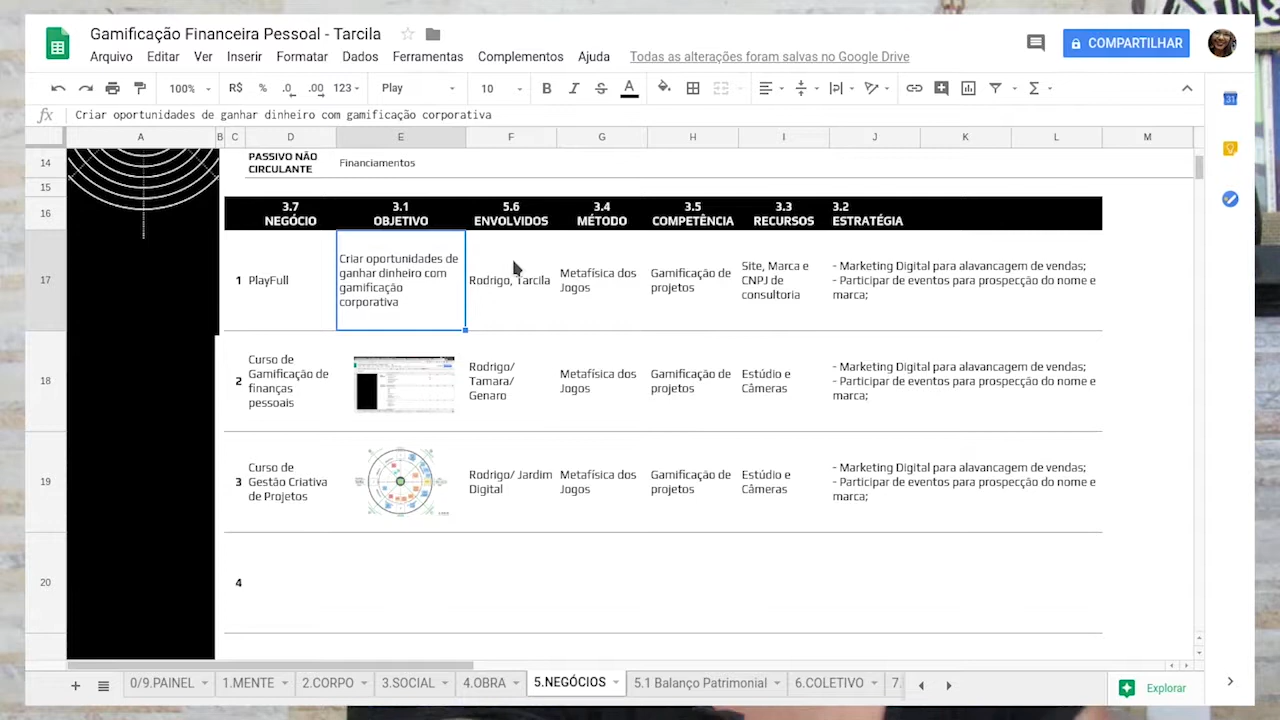 Gamificação Financeira Pessoal - Tarcila
Arquivo Editar Ver Inserir Formatar Dados Ferramentas Complementos Ajuda Todas as alterações foram salvas no Google Drive
COMPARTILHAR
100% R$ % .0 .00 123 Play 10 B I S A
fx Criar oportunidades de ganhar dinheiro com gamificação corporativa
A B C D E F G H I J K L M
14 PASSIVO NÃO CIRCULANTE Financiamentos
15
16 3.7 NEGÓCIO 3.1 OBJETIVO 5.6 ENVOLVIDOS 3.4 MÉTODO 3.5 COMPETÊNCIA 3.3 RECURSOS 3.2 ESTRATÉGIA
17
1 PlayFull
Criar oportunidades de
ganhar dinheiro com
gamificação
corporativa
Rodrigo, Tarcila
Metafísica dos
Jogos
Gamificação de
projetos
Site, Marca e
CNPJ de
consultoria
- Marketing Digital para alavancagem de vendas;
- Participar de eventos para prospecção do nome e
marca;
18
2
Curso de
Gamificação de
finanças
pessoais
Rodrigo/
Tamara/
Genaro
Metafísica dos
Jogos
Gamificação de
projetos
Estúdio e
Câmeras
- Marketing Digital para alavancagem de vendas;
- Participar de eventos para prospecção do nome e
marca;
19
3
Curso de
Gestão Criativa
de Projetos
Rodrigo/ Jardim
Digital
Metafísica dos
Jogos
Gamificação de
projetos
Estúdio e
Câmeras
- Marketing Digital para alavancagem de vendas;
- Participar de eventos para prospecção do nome e
marca;
20
4
0/9.PAINEL 1.MENTE 2.CORPO 3.SOCIAL 4.OBRA 5.NEGÓCIOS 5.1 Balanço Patrimonial 6.COLETIVO 7. Explorar
31